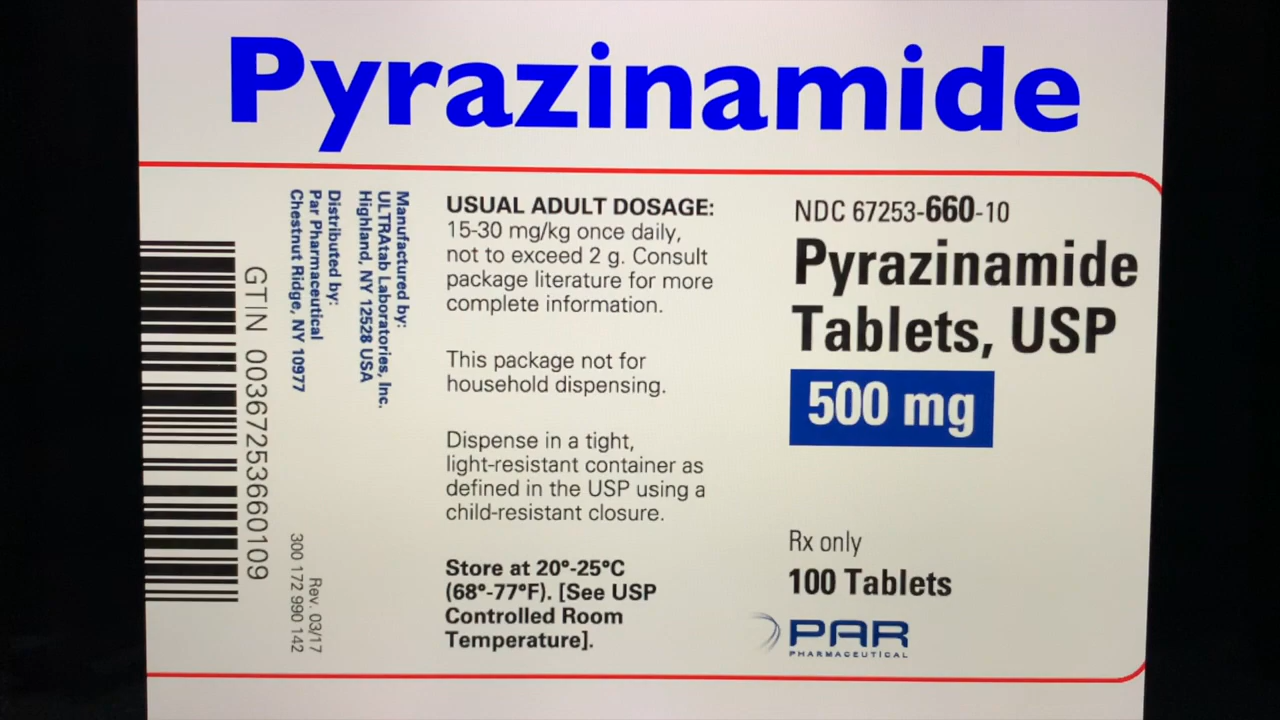 Pyrazinamide
GTIN 00367253660109
Manufactured by:
ULTRAtab Laboratories, Inc.
Highland, NY 12528 USA
Distributed by:
Par Pharmaceutical
Chestnut Ridge, NY 10977
Rev. 03/17
300 172 990 142
USUAL ADULT DOSAGE:
15-30 mg/kg once daily,
not to exceed 2 g. Consult
package literature for more
complete information.
This package not for
household dispensing.
Dispense in a tight,
light-resistant container as
defined in the USP using a
child-resistant closure.
Store at 20°-25°C
(68°-77°F). [See USP
Controlled Room
Temperature].
NDC 67253-660-10
Pyrazinamide
Tablets, USP
500 mg
Rx only
100 Tablets
PAR
PHARMACEUTICAL